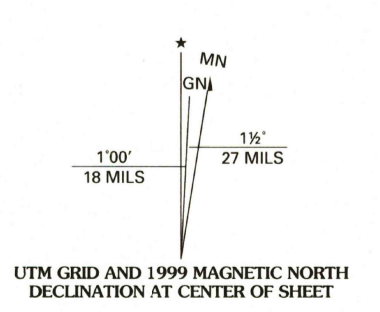 ★
MN
GN
1½°
27 MILS
1°00′
18 MILS
UTM GRID AND 1999 MAGNETIC NORTH
DECLINATION AT CENTER OF SHEET